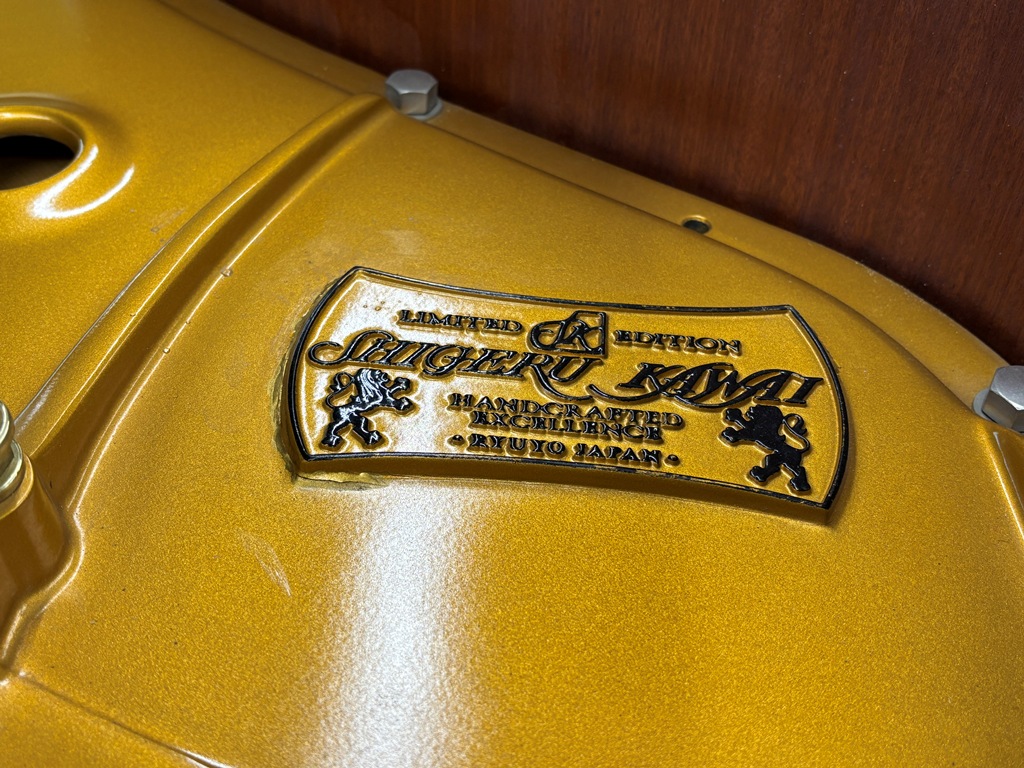 LIMITED SK EDITION
SHIGERU KAWAI
HANDCRAFTED
EXCELLENCE
· RYUYO JAPAN ·